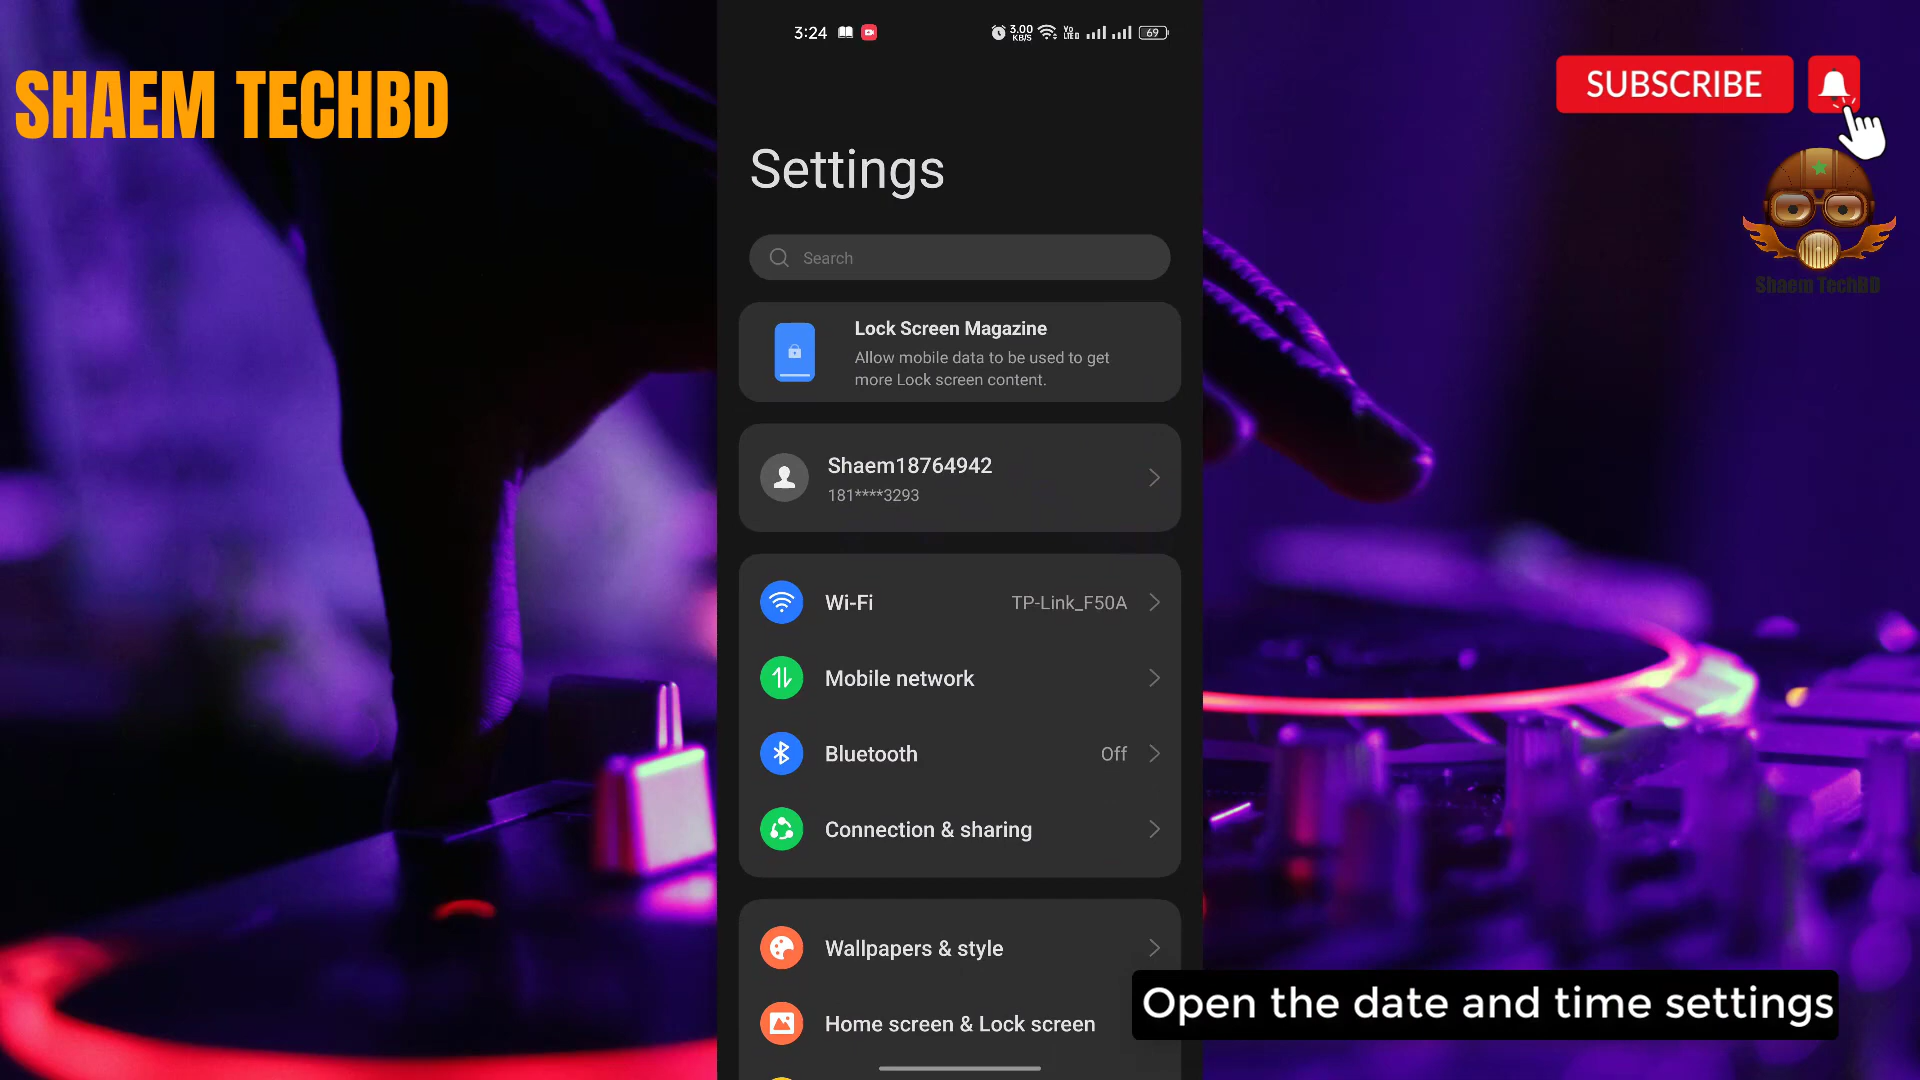 3:24
3.00 KB/S
69
SHAEM TECHBD
SUBSCRIBE
Shaem TechBD
Settings
Search
Lock Screen Magazine
Allow mobile data to be used to get
more Lock screen content.
Shaem18764942
181****3293
Wi-Fi TP-Link_F50A
Mobile network
Bluetooth Off
Connection & sharing
Wallpapers & style
Home screen & Lock screen
Open the date and time settings